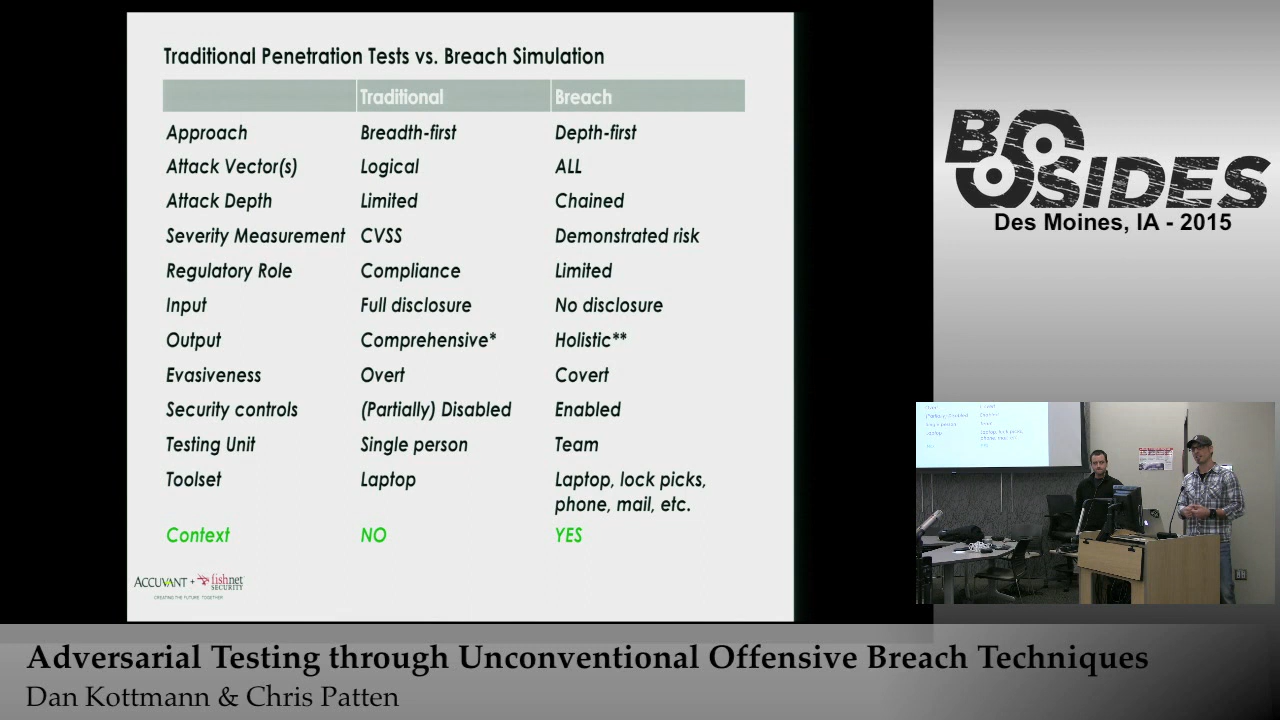 Traditional Penetration Tests vs. Breach Simulation
Traditional Breach
Approach Breadth-first Depth-first
Attack Vector(s) Logical ALL
Attack Depth Limited Chained
Severity Measurement CVSS Demonstrated risk
Regulatory Role Compliance Limited
Input Full disclosure No disclosure
Output Comprehensive* Holistic**
Evasiveness Overt Covert
Security controls (Partially) Disabled Enabled
Testing Unit Single person Team
Toolset Laptop Laptop, lock picks,
phone, mail, etc.
Context NO YES
ACCUVANT + fishnet
SECURITY
CREATING THE FUTURE TOGETHER
BSIDES
Des Moines, IA - 2015
Adversarial Testing through Unconventional Offensive Breach Techniques
Dan Kottmann & Chris Patten